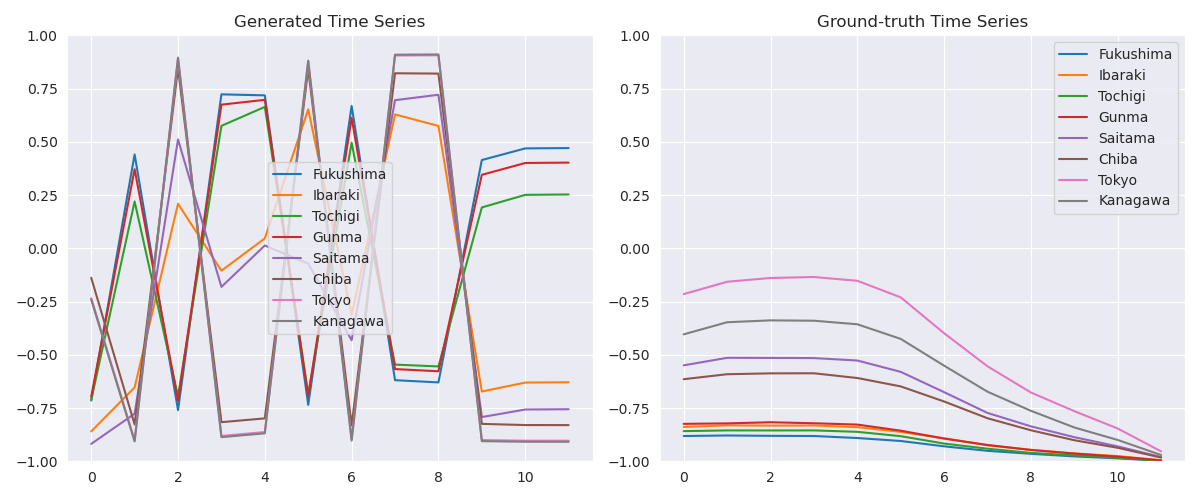 Generated Time Series
1.00
0.75
0.50
0.25
0.00
−0.25
−0.50
−0.75
−1.00
0 2 4 6 8 10
Fukushima
Ibaraki
Tochigi
Gunma
Saitama
Chiba
Tokyo
Kanagawa
Ground-truth Time Series
1.00
0.75
0.50
0.25
0.00
−0.25
−0.50
−0.75
−1.00
0 2 4 6 8 10
Fukushima
Ibaraki
Tochigi
Gunma
Saitama
Chiba
Tokyo
Kanagawa